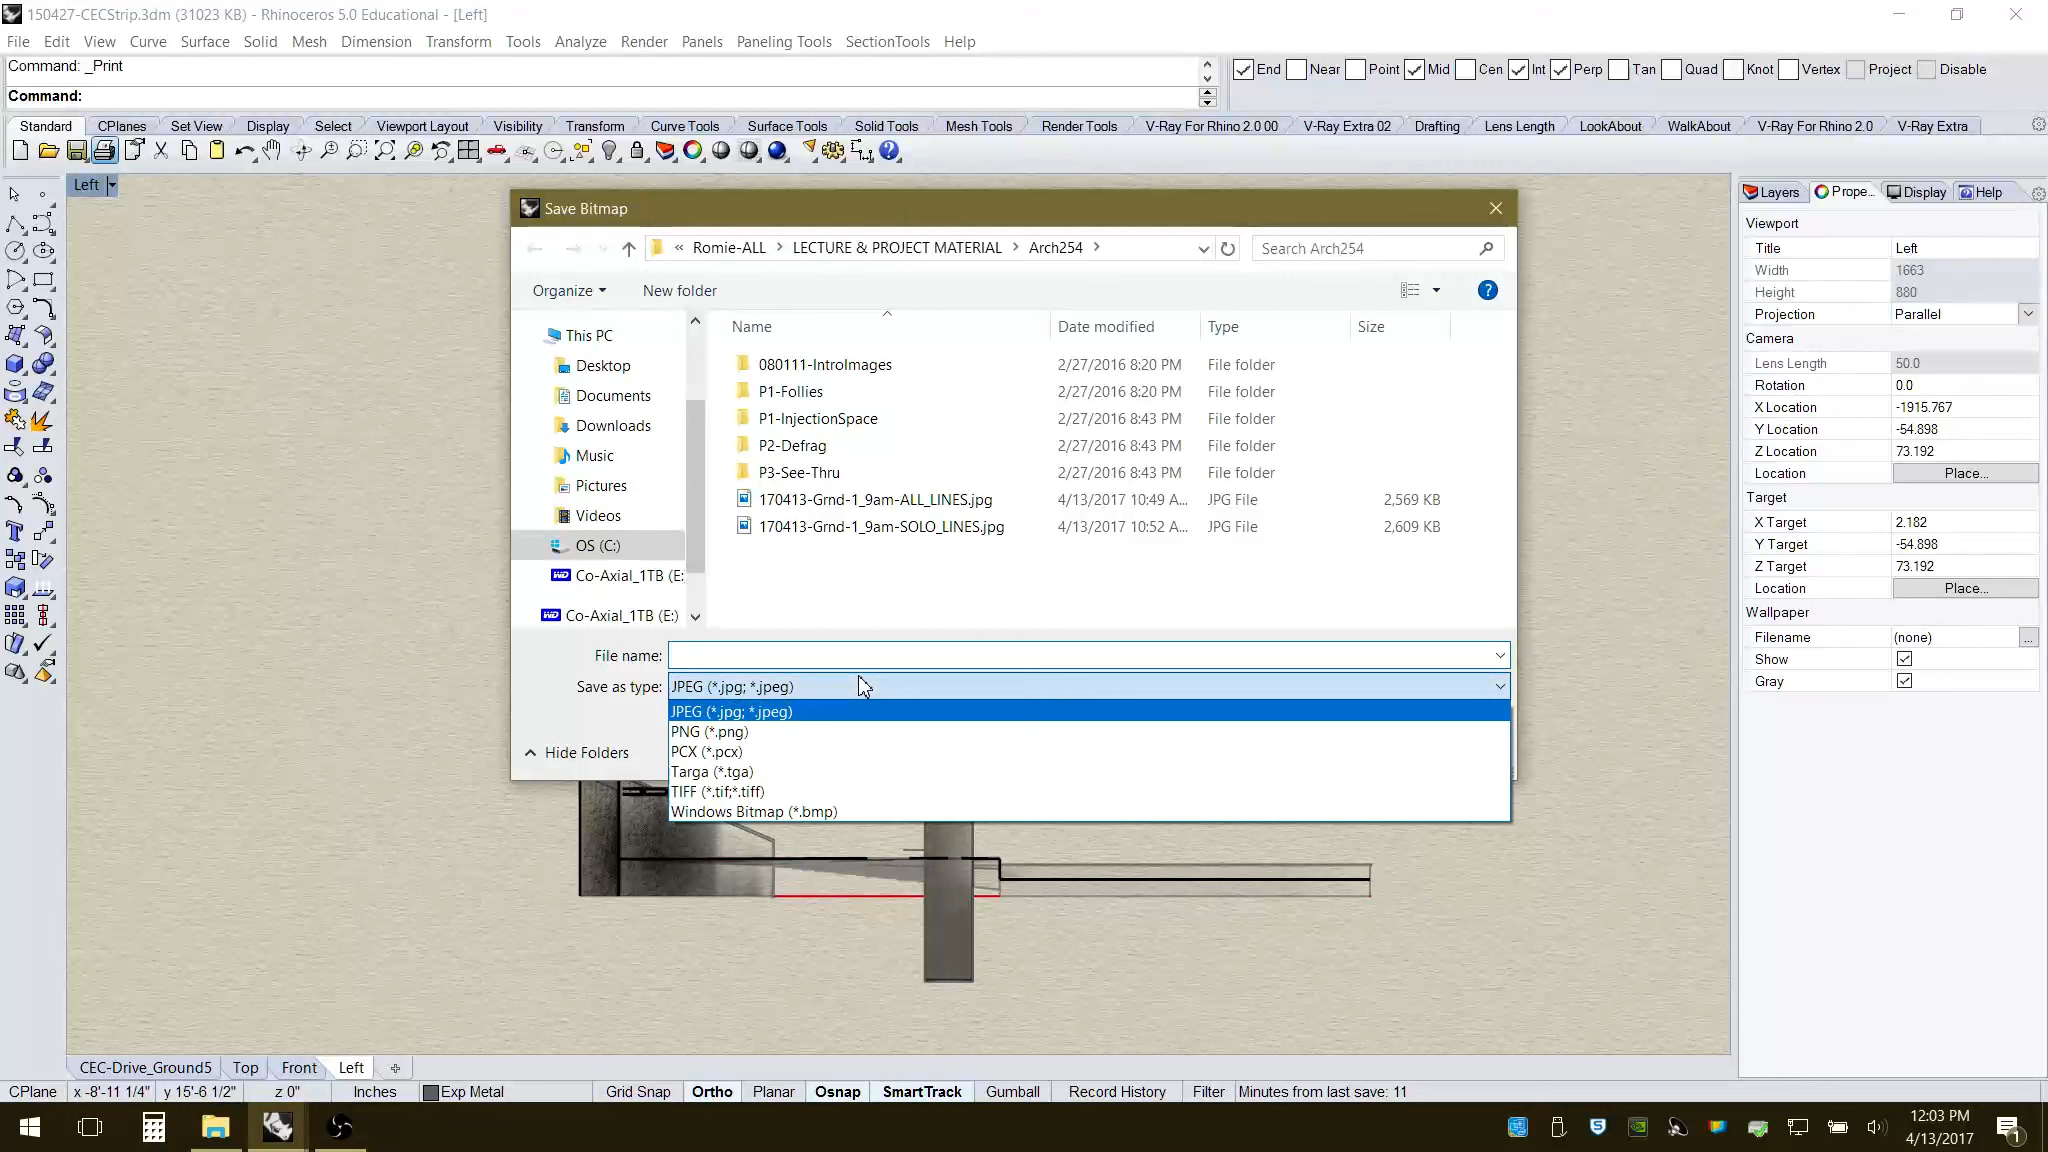 150427-CECStrip.3dm (31023 KB) - Rhinoceros 5.0 Educational - [Left]
File Edit View Curve Surface Solid Mesh Dimension Transform Tools Analyze Render Panels Paneling Tools SectionTools Help
Command: _Print
Command:
End Near Point Mid Cen Int Perp Tan Quad Knot Vertex Project Disable
Standard CPlanes Set View Display Select Viewport Layout Visibility Transform Curve Tools Surface Tools Solid Tools Mesh Tools Render Tools V-Ray For Rhino 2.0 00 V-Ray Extra 02 Drafting Lens Length LookAbout WalkAbout V-Ray For Rhino 2.0 V-Ray Extra
Left
Save Bitmap
« Romie-ALL > LECTURE & PROJECT MATERIAL > Arch254 >
Search Arch254
Organize New folder
This PC
Desktop
Documents
Downloads
Music
Pictures
Videos
OS (C:)
Co-Axial_1TB (E:
Co-Axial_1TB (E:)
Name Date modified Type Size
080111-IntroImages 2/27/2016 8:20 PM File folder
P1-Follies 2/27/2016 8:20 PM File folder
P1-InjectionSpace 2/27/2016 8:43 PM File folder
P2-Defrag 2/27/2016 8:43 PM File folder
P3-See-Thru 2/27/2016 8:43 PM File folder
170413-Grnd-1_9am-ALL_LINES.jpg 4/13/2017 10:49 A... JPG File 2,569 KB
170413-Grnd-1_9am-SOLO_LINES.jpg 4/13/2017 10:52 A... JPG File 2,609 KB
File name:
Save as type: JPEG (*.jpg; *.jpeg)
JPEG (*.jpg; *.jpeg)
PNG (*.png)
PCX (*.pcx)
Targa (*.tga)
TIFF (*.tif;*.tiff)
Windows Bitmap (*.bmp)
Hide Folders
Layers Prope... Display Help
Viewport
Title Left
Width 1663
Height 880
Projection Parallel
Camera
Lens Length 50.0
Rotation 0.0
X Location -1915.767
Y Location -54.898
Z Location 73.192
Location Place...
Target
X Target 2.182
Y Target -54.898
Z Target 73.192
Location Place...
Wallpaper
Filename (none) ...
Show
Gray
CEC-Drive_Ground5 Top Front Left
CPlane x -8'-11 1/4" y 15'-6 1/2" z 0" Inches Exp Metal Grid Snap Ortho Planar Osnap SmartTrack Gumball Record History Filter Minutes from last save: 11
12:03 PM
4/13/2017
1